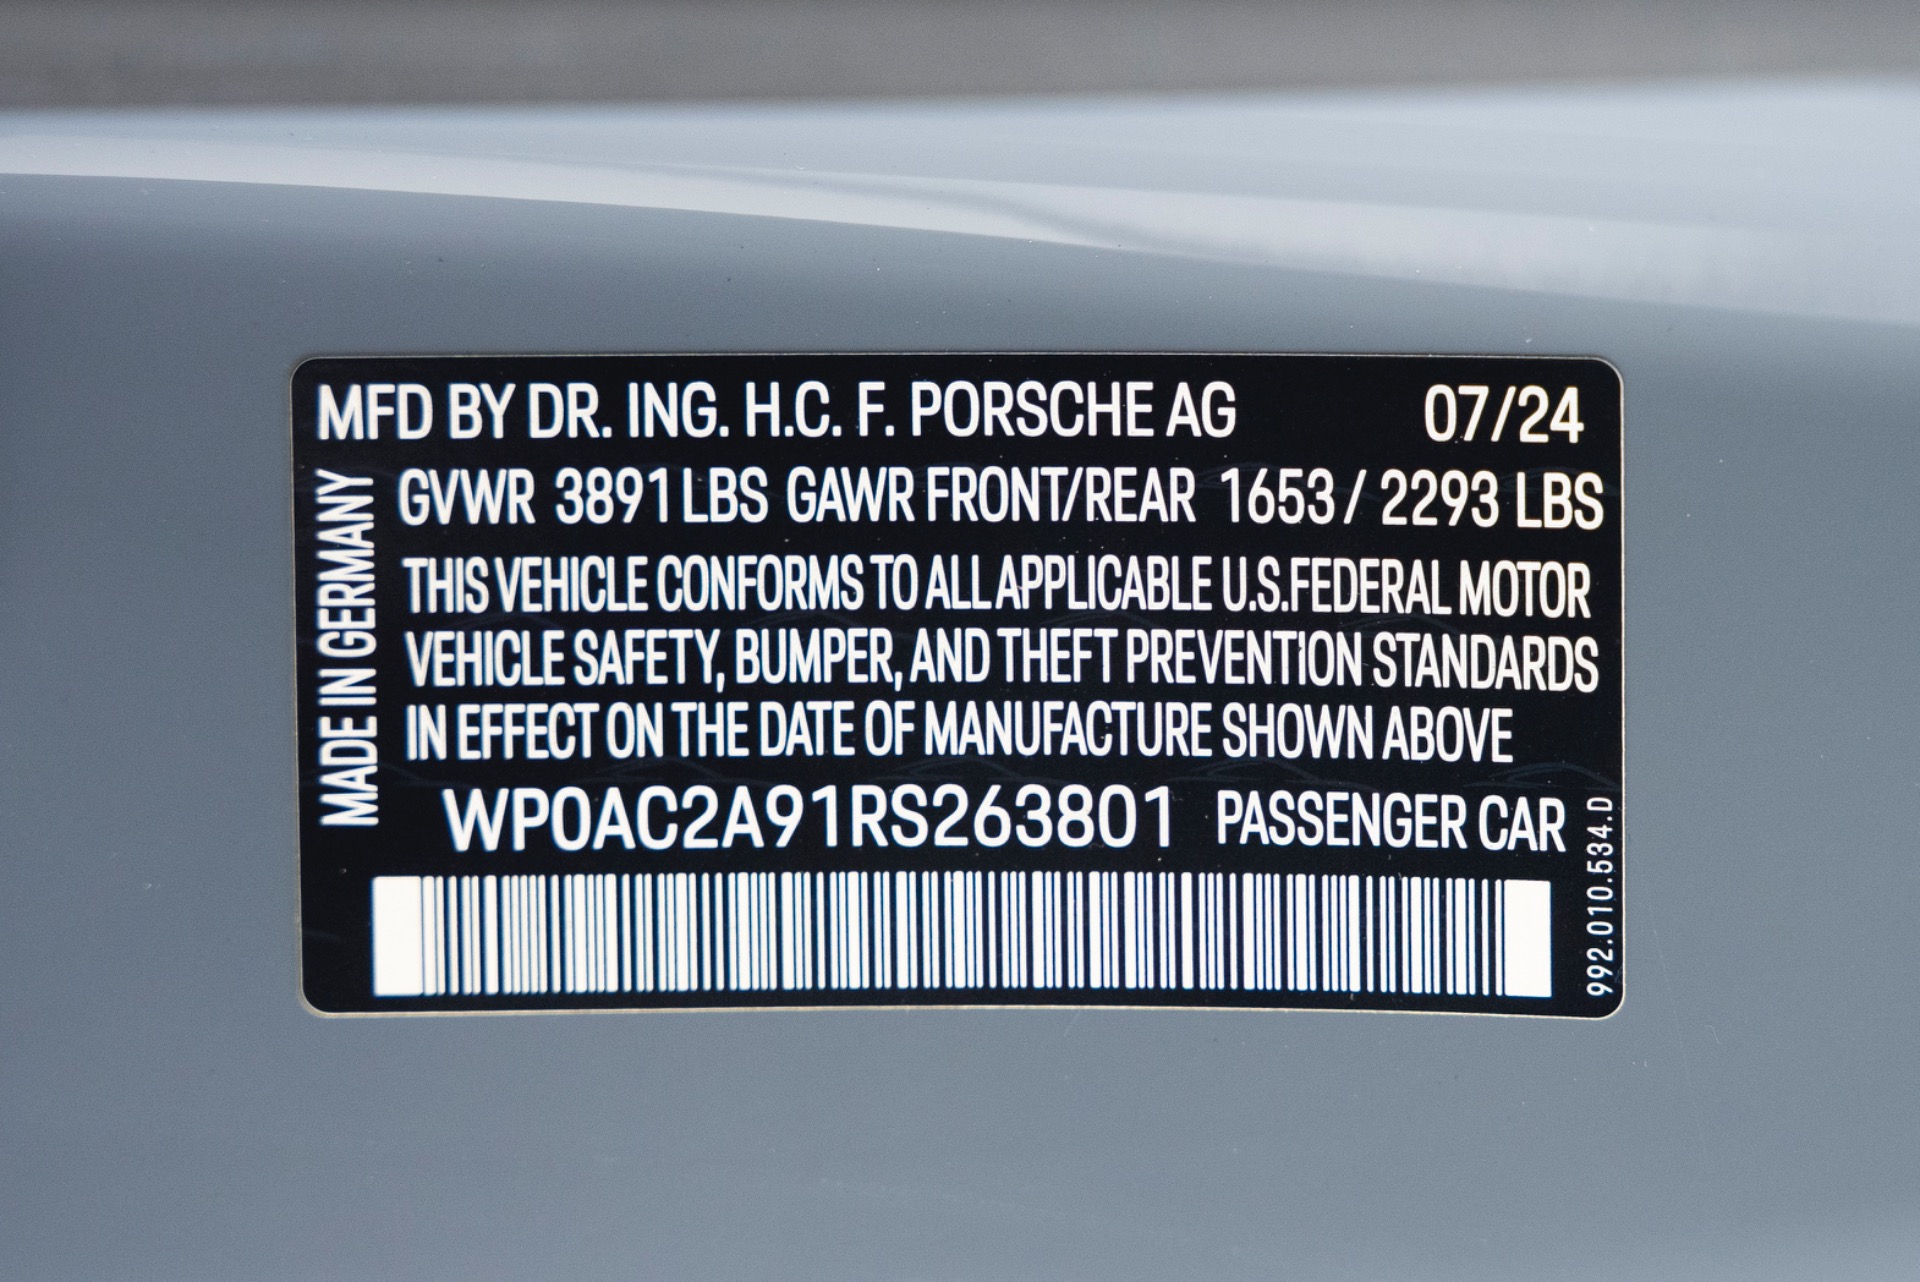 MFD BY DR. ING. H.C. F. PORSCHE AG 07/24
GVWR 3891 LBS GAWR FRONT/REAR 1653 / 2293 LBS
THIS VEHICLE CONFORMS TO ALL APPLICABLE U.S.FEDERAL MOTOR
VEHICLE SAFETY, BUMPER, AND THEFT PREVENTION STANDARDS
IN EFFECT ON THE DATE OF MANUFACTURE SHOWN ABOVE
WP0AC2A91RS263801 PASSENGER CAR
MADE IN GERMANY
992.010.534.D